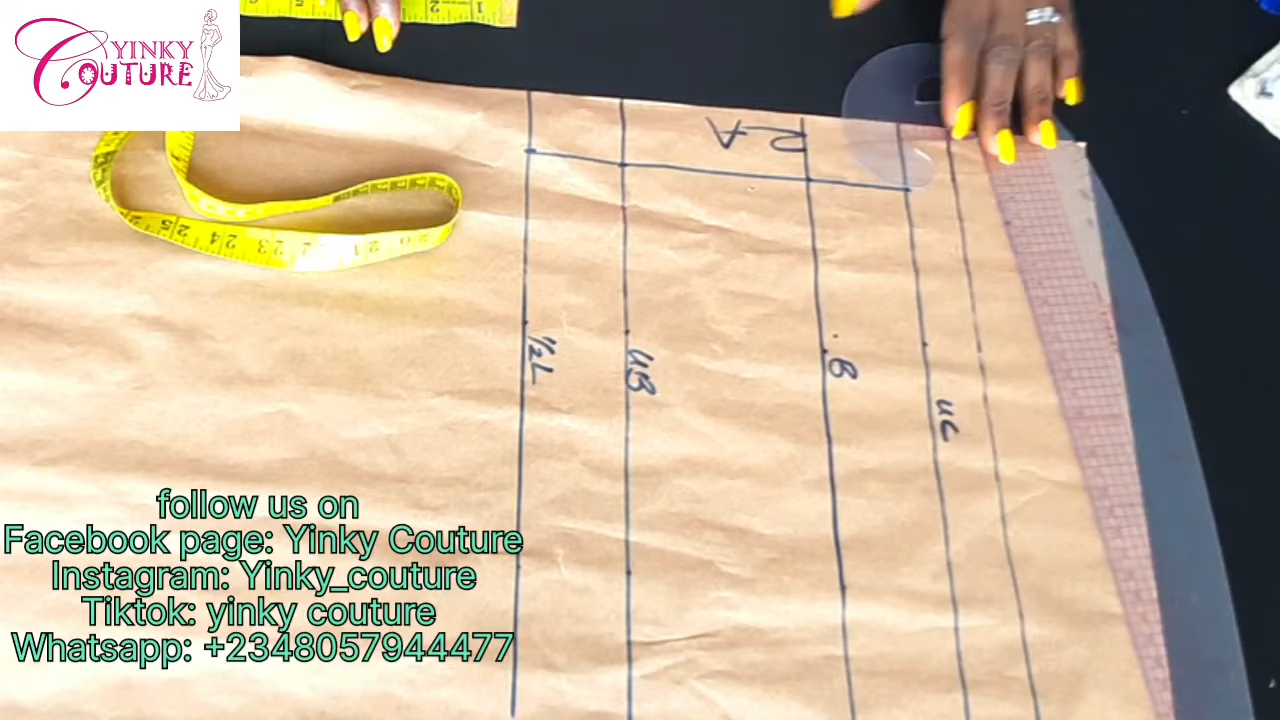 YINKY
COUTURE
RA
½L
UB
B
UC
follow us on
Facebook page: Yinky Couture
Instagram: Yinky_couture
Tiktok: yinky couture
Whatsapp: +2348057944477